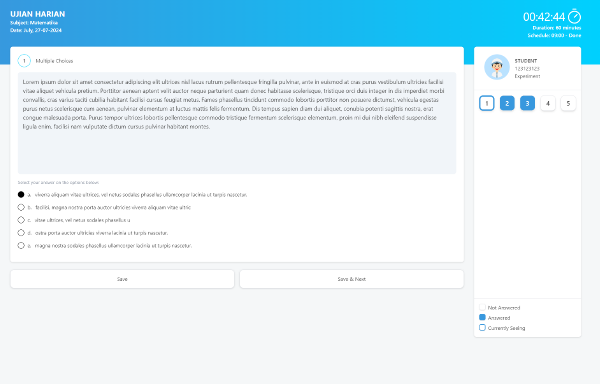 UJIAN HARIAN
Subject: Matematika
Date: July, 27-07-2024
00:42:44
Duration: 60 minutes
Schedule: 09:00 - Done
1 Multiple Choices
Lorem ipsum dolor sit amet consectetur adipiscing elit ultrices nisl lacus rutrum pellentesque fringilla pulvinar, ante in euismod at cras purus vestibulum ultricies facilisi
vitae aliquet vehicula pretium. Porttitor aenean aptent velit auctor neque parturient quam donec habitasse scelerisque, tristique orci duis integer in dis imperdiet morbi
convallis, cras varius taciti cubilia habitant facilisi cursus feugiat metus. Fames phasellus tincidunt commodo lobortis porttitor non posuere dictumst, vehicula egestas
purus netus scelerisque cum aenean, pulvinar elementum at luctus mattis felis fermentum. Dis tempus sapien diam dui aliquet, conubia potenti sagittis nostra, erat
congue malesuada porta. Purus tempor ultrices lobortis pellentesque commodo tristique fermentum scelerisque elementum, proin mi dui nibh eleifend suspendisse
ligula enim, facilisi nam vulputate dictum cursus pulvinar habitant montes.
Select your answer on the options below:
a. viverra aliquam vitae ultrices, vel netus sodales phasellus ullamcorper lacinia ut turpis nascetur.
b. facilisi, magna nostra porta auctor ultricies viverra aliquam vitae ultric
c. vitae ultrices, vel netus sodales phasellus u
d. ostra porta auctor ultricies viverra lacinia ut turpis nascetur.
e. magna nostra sodales phasellus ullamcorper lacinia ut turpis nascetur.
Save
Save & Next
STUDENT
123123123
Experiment
1 2 3 4 5
Not Answered
Answered
Currently Seeing